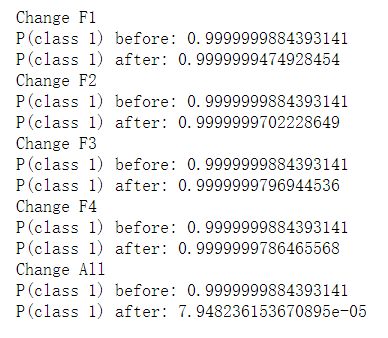 Change F1
P(class 1) before: 0.9999999884393141
P(class 1) after: 0.9999999474928454
Change F2
P(class 1) before: 0.9999999884393141
P(class 1) after: 0.9999999702228649
Change F3
P(class 1) before: 0.9999999884393141
P(class 1) after: 0.9999999796944536
Change F4
P(class 1) before: 0.9999999884393141
P(class 1) after: 0.9999999786465568
Change All
P(class 1) before: 0.9999999884393141
P(class 1) after: 7.948236153670895e-05